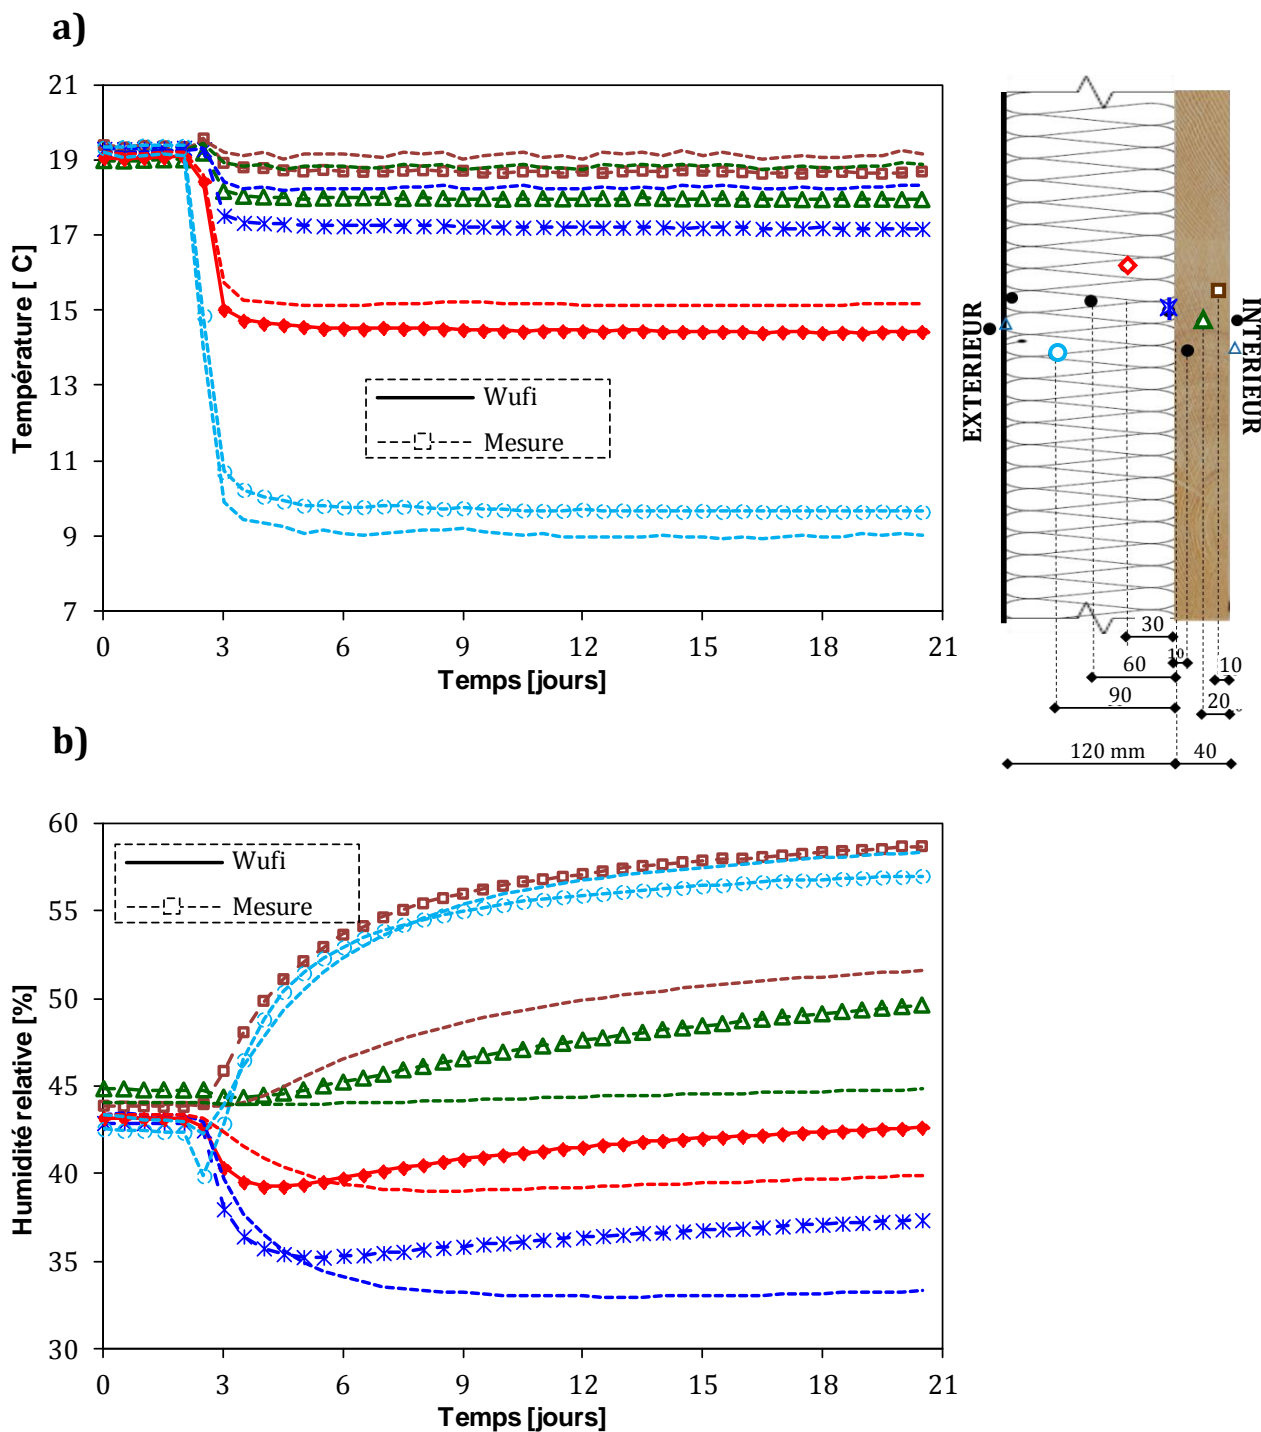 a)
21
19
17
15
13
11
9
7
Température [ C]
Wufi
Mesure
0 3 6 9 12 15 18 21
Temps [jours]
EXTERIEUR
INTERIEUR
30
10
60
10
90
20
120 mm
40
b)
60
55
50
45
40
35
30
Humidité relative [%]
Wufi
Mesure
0 3 6 9 12 15 18 21
Temps [jours]